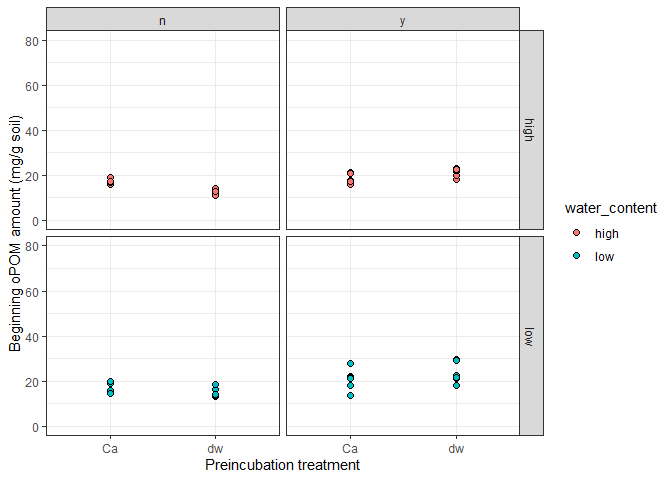 n
y
80
60
40
20
0
high
80
60
40
20
0
low
Ca
dw
Ca
dw
Beginning oPOM amount (mg/g soil)
Preincubation treatment
water_content
high
low